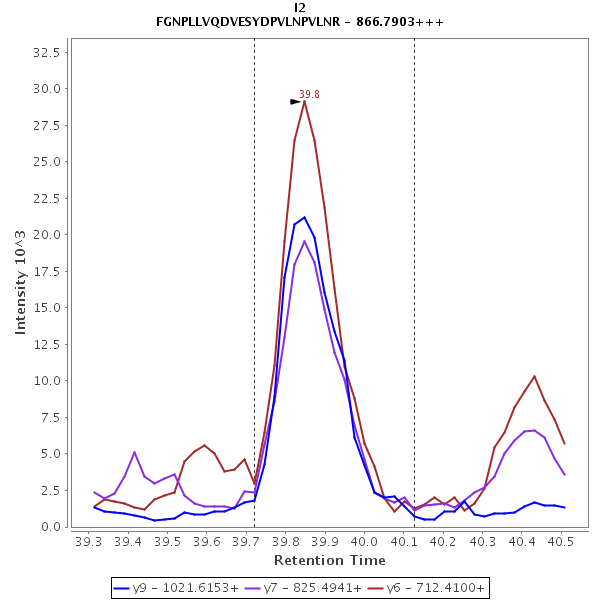 I2
FGNPLLVQDVESYDPVLNPVLNR – 866.7903+++
Intensity 10^3
32.5
30.0
27.5
25.0
22.5
20.0
17.5
15.0
12.5
10.0
7.5
5.0
2.5
0.0
39.8
39.3 39.4 39.5 39.6 39.7 39.8 39.9 40.0 40.1 40.2 40.3 40.4 40.5
Retention Time
y9 – 1021.6153+ y7 – 825.4941+ y6 – 712.4100+